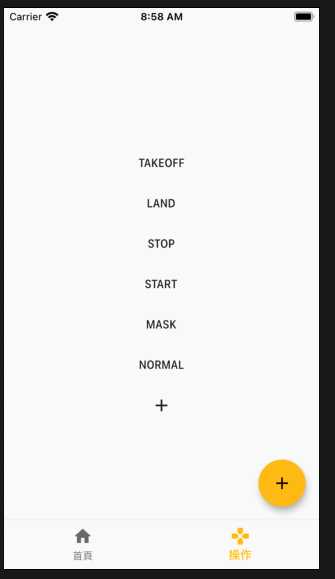 Carrier 8:58 AM
TAKEOFF
LAND
STOP
START
MASK
NORMAL
+
+
首頁 操作